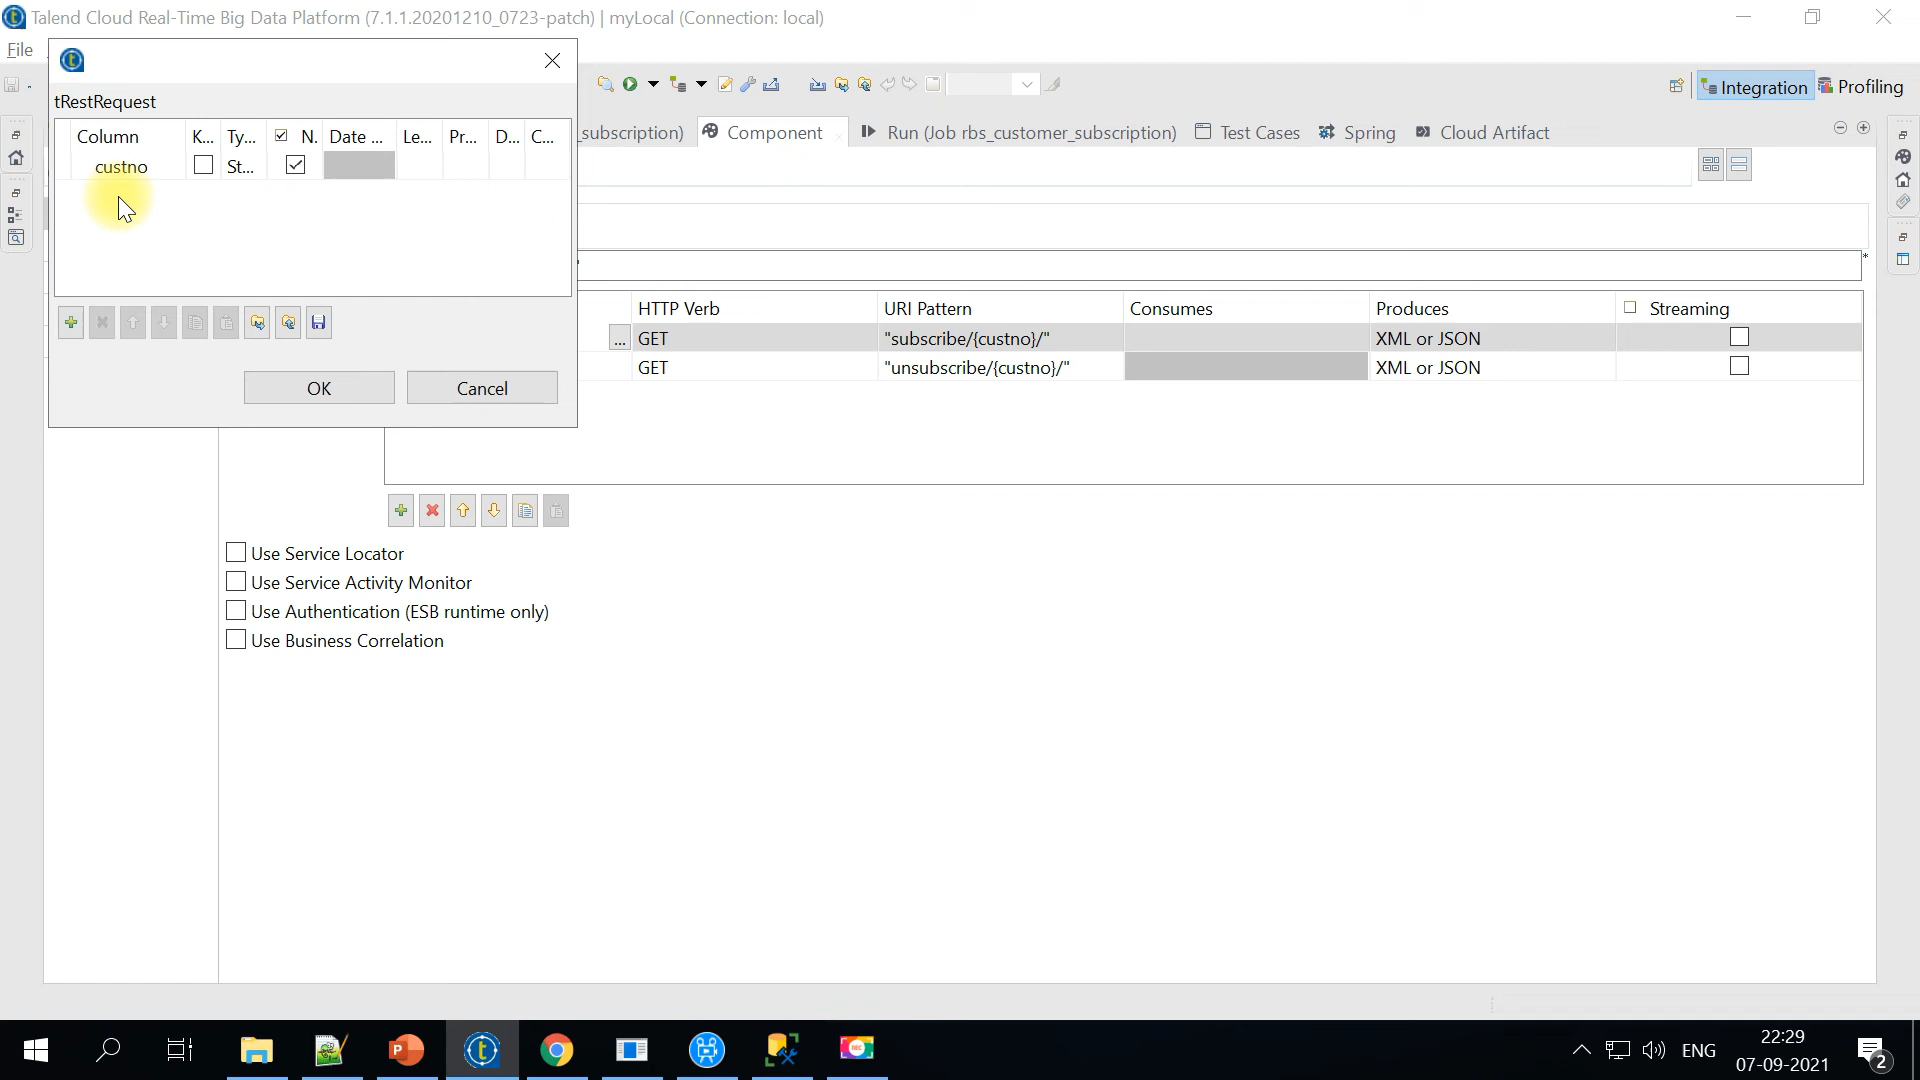 Talend Cloud Real-Time Big Data Platform (7.1.1.20201210_0723-patch) | myLocal (Connection: local)
File
Integration
Profiling
tRestRequest
_subscription)
Component
Run (Job rbs_customer_subscription)
Test Cases
Spring
Cloud Artifact
Column K... Ty... N. Date ... Le... Pr... D... C...
custno St...
*
HTTP Verb URI Pattern Consumes Produces Streaming
... GET "subscribe/{custno}/" XML or JSON
GET "unsubscribe/{custno}/" XML or JSON
OK Cancel
Use Service Locator
Use Service Activity Monitor
Use Authentication (ESB runtime only)
Use Business Correlation
ENG
22:29
07-09-2021
2